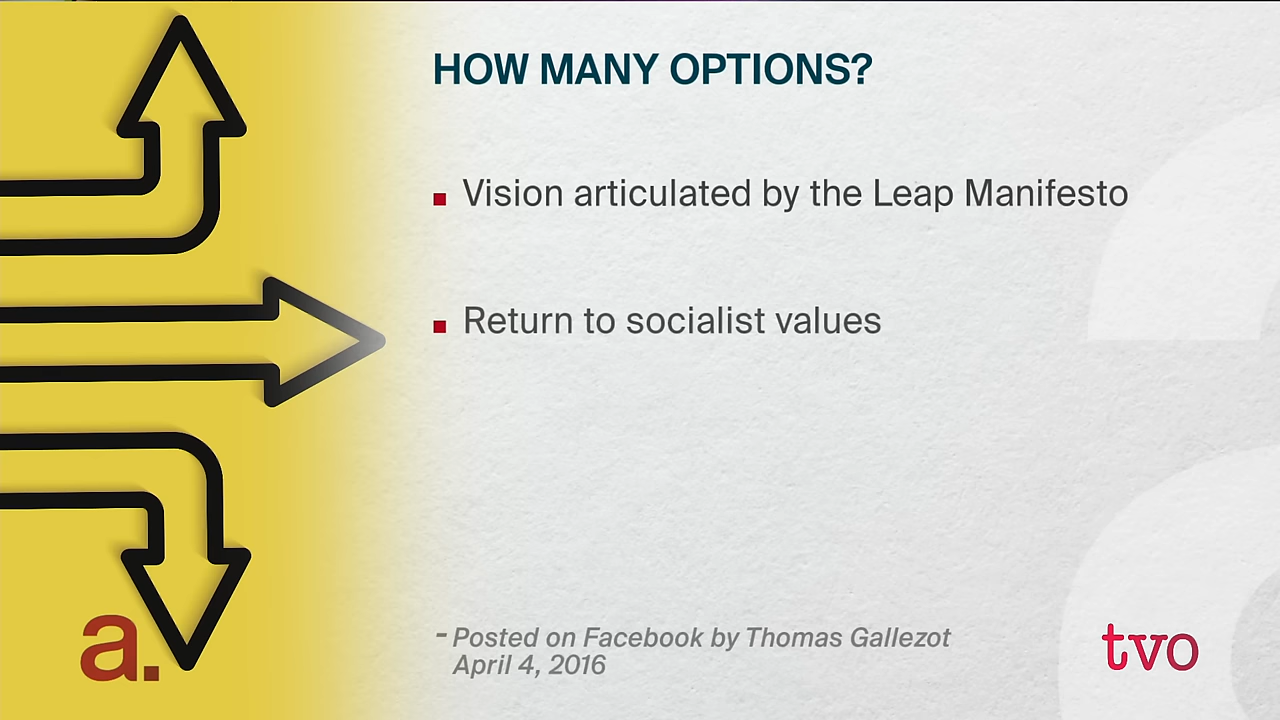 HOW MANY OPTIONS?
▪ Vision articulated by the Leap Manifesto
▪ Return to socialist values
- Posted on Facebook by Thomas Gallezot
April 4, 2016
a.
tvo